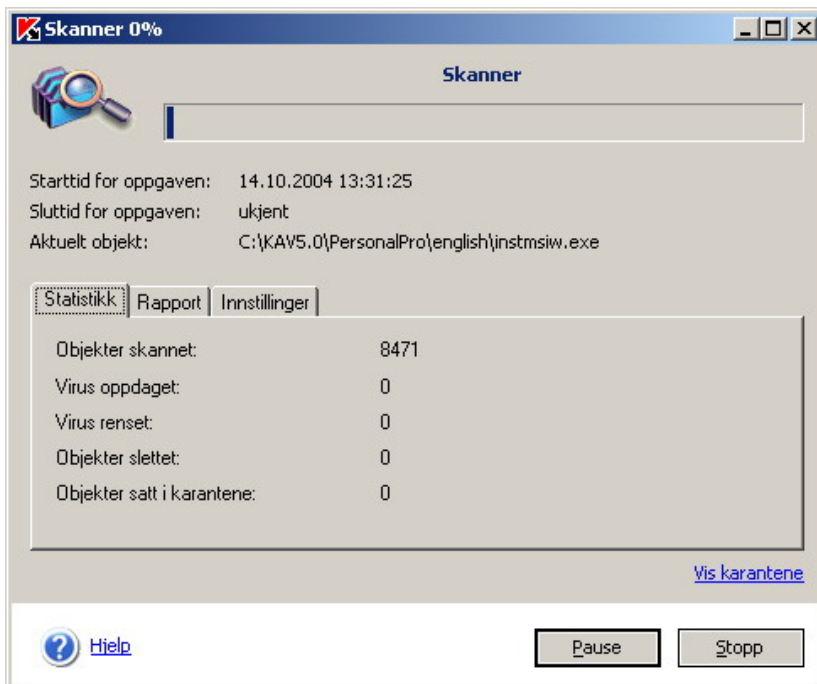 Skanner 0%
Skanner
Starttid for oppgaven: 14.10.2004 13:31:25
Sluttid for oppgaven: ukjent
Aktuelt objekt: C:\KAV5.0\PersonalPro\english\instmsiw.exe
Statistikk Rapport Innstillinger
Objekter skannet: 8471
Virus oppdaget: 0
Virus renset: 0
Objekter slettet: 0
Objekter satt i karantene: 0
Vis karantene
Hjelp Pause Stopp